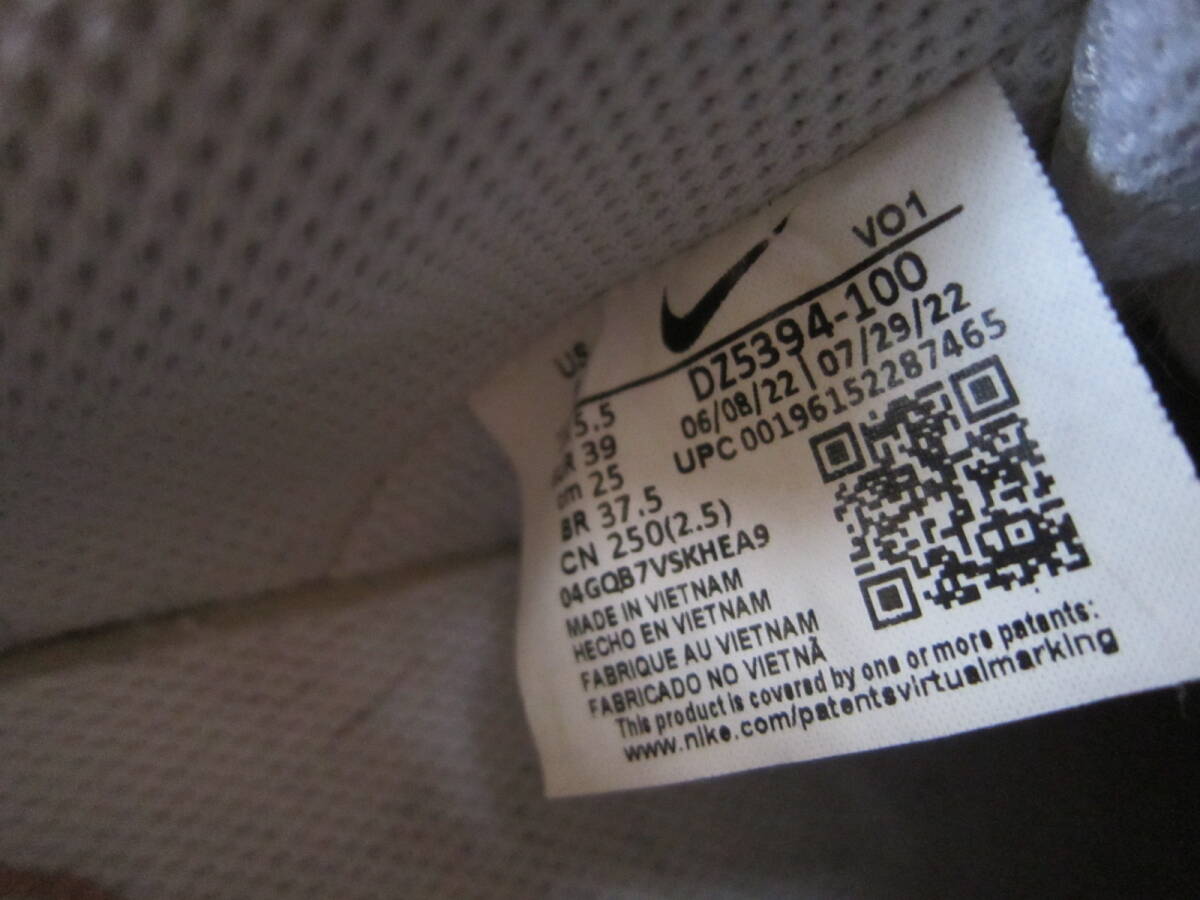 VO1
DZ5394-100
06/08/22 | 07/29/22
UPC 00196152287465
US
5.5
39
25
BR 37.5
CN 250(2.5)
04GQB7VSKHEA9
MADE IN VIETNAM
HECHO EN VIETNAM
FABRIQUE AU VIETNAM
FABRICADO NO VIETNÃ
This product is covered by one or more patents:
www.nike.com/patentsvirtualmarking